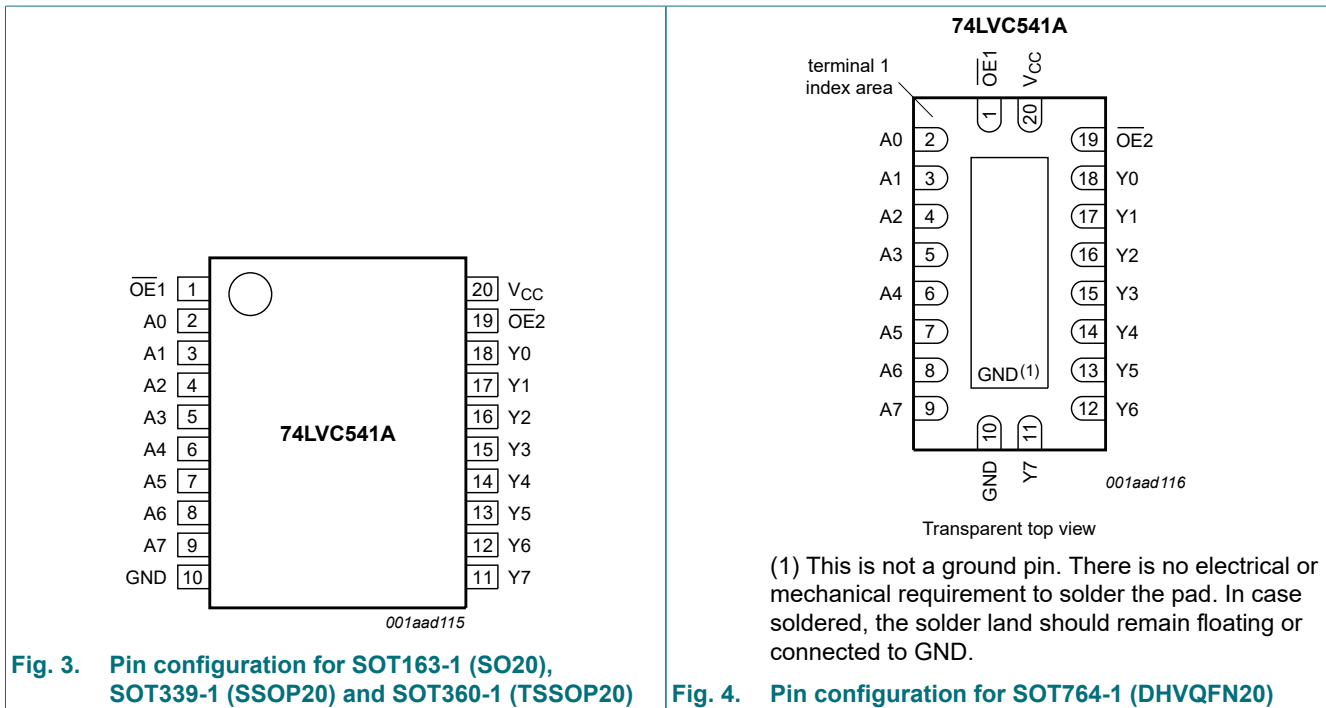 OE1 1
A0 2
A1 3
A2 4
A3 5
A4 6
A5 7
A6 8
A7 9
GND 10
74LVC541A
20 VCC
19 OE2
18 Y0
17 Y1
16 Y2
15 Y3
14 Y4
13 Y5
12 Y6
11 Y7
001aad115
Fig. 3. Pin configuration for SOT163-1 (SO20),
SOT339-1 (SSOP20) and SOT360-1 (TSSOP20)
74LVC541A
terminal 1
index area
OE1
VCC
1
20
A0 2
A1 3
A2 4
A3 5
A4 6
A5 7
A6 8
A7 9
19 OE2
18 Y0
17 Y1
16 Y2
15 Y3
14 Y4
13 Y5
12 Y6
GND(1)
10
11
GND
Y7
001aad116
Transparent top view
(1) This is not a ground pin. There is no electrical or
mechanical requirement to solder the pad. In case
soldered, the solder land should remain floating or
connected to GND.
Fig. 4. Pin configuration for SOT764-1 (DHVQFN20)